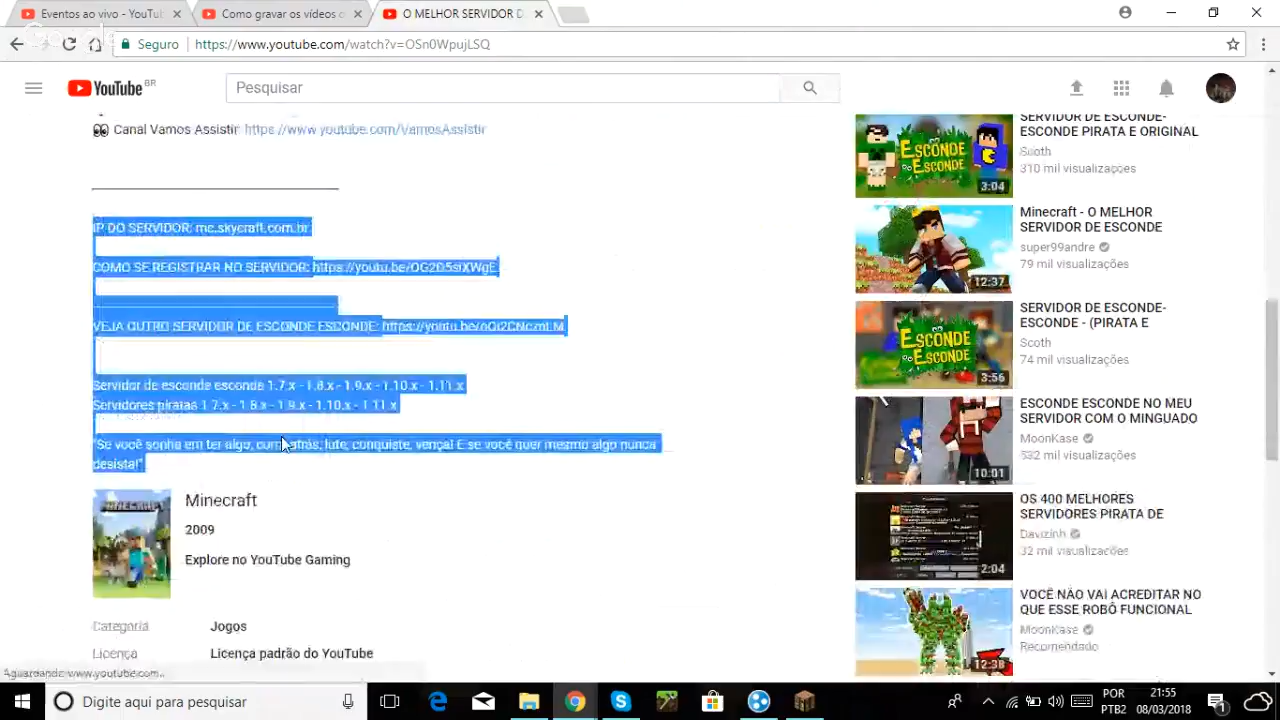 Eventos ao vivo - YouTub
Como gravar os vídeos o
O MELHOR SERVIDOR D
Seguro
https://www.youtube.com/watch?v=OSn0WpujLSQ
YouTube BR
Pesquisar
Canal Vamos Assistir https://www.youtube.com/VamosAssistir
IP DO SERVIDOR: mc.skycraft.com.br
COMO SE REGISTRAR NO SERVIDOR: https://youtu.be/
VEJA OUTRO SERVIDOR DE ESCONDE ESCONDE: https://youtu.be/
Servidor de esconde esconde 1.7.x - 1.8.x - 1.9.x - 1.10.x - 1.11.x
Servidores piratas 1.7.x - 1.8.x - 1.9.x - 1.10.x - 1.11.x
"Se você sonha em ter algo, corra atrás, lute, conquiste, vença! E se você quer mesmo algo nunca
desista!"
Minecraft
2009
Explore no YouTube Gaming
Categoria
Jogos
Licença
Licença padrão do YouTube
SERVIDOR DE ESCONDE-
ESCONDE PIRATA E ORIGINAL
Scoth
310 mil visualizações
ESCONDE
ESCONDE
3:04
Minecraft - O MELHOR
SERVIDOR DE ESCONDE
super99andre
79 mil visualizações
12:37
SERVIDOR DE ESCONDE-
ESCONDE - (PIRATA E
Scoth
74 mil visualizações
ESCONDE
ESCONDE
3:56
ESCONDE ESCONDE NO MEU
SERVIDOR COM O MINGUADO
MoonKase
532 mil visualizações
10:01
OS 400 MELHORES
SERVIDORES PIRATA DE
Davizinh
32 mil visualizações
2:04
VOCÊ NÃO VAI ACREDITAR NO
QUE ESSE ROBÔ FUNCIONAL
MoonKase
Recomendado
12:38
Aguardando www.youtube.com...
Digite aqui para pesquisar
POR
PTB2
21:55
08/03/2018
1